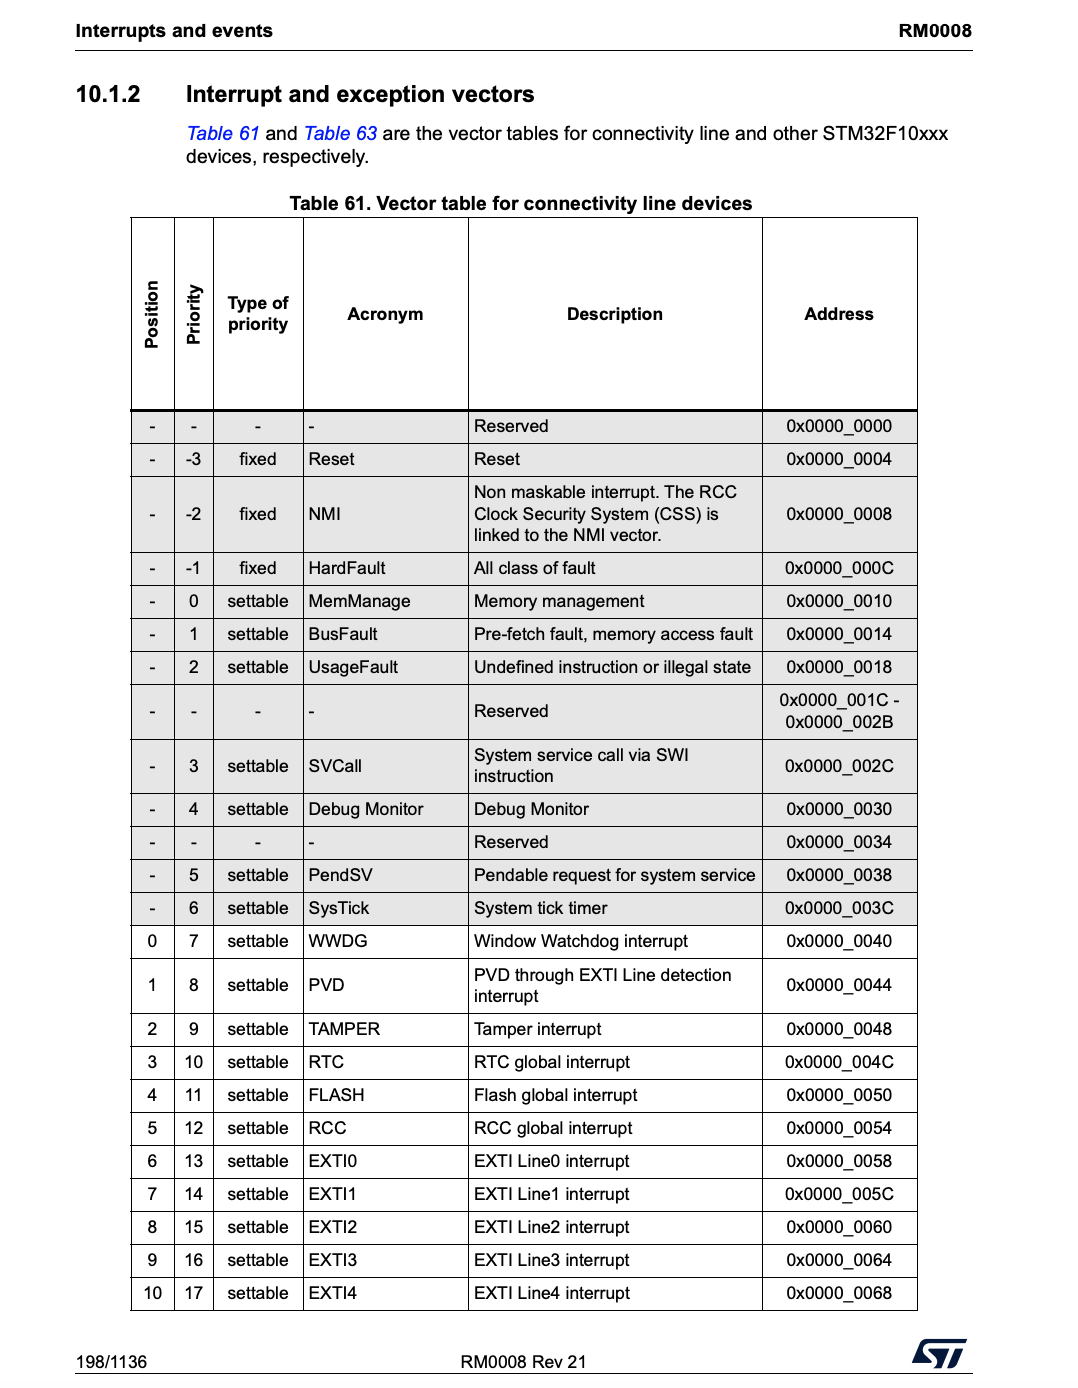 Interrupts and events RM0008
10.1.2 Interrupt and exception vectors
Table 61 and Table 63 are the vector tables for connectivity line and other STM32F10xxx
devices, respectively.
Table 61. Vector table for connectivity line devices
Position Priority Type of priority Acronym Description Address
- - - - Reserved 0x0000_0000
- -3 fixed Reset Reset 0x0000_0004
- -2 fixed NMI Non maskable interrupt. The RCC
Clock Security System (CSS) is
linked to the NMI vector. 0x0000_0008
- -1 fixed HardFault All class of fault 0x0000_000C
- 0 settable MemManage Memory management 0x0000_0010
- 1 settable BusFault Pre-fetch fault, memory access fault 0x0000_0014
- 2 settable UsageFault Undefined instruction or illegal state 0x0000_0018
- - - - Reserved 0x0000_001C -
0x0000_002B
- 3 settable SVCall System service call via SWI
instruction 0x0000_002C
- 4 settable Debug Monitor Debug Monitor 0x0000_0030
- - - - Reserved 0x0000_0034
- 5 settable PendSV Pendable request for system service 0x0000_0038
- 6 settable SysTick System tick timer 0x0000_003C
0 7 settable WWDG Window Watchdog interrupt 0x0000_0040
1 8 settable PVD PVD through EXTI Line detection
interrupt 0x0000_0044
2 9 settable TAMPER Tamper interrupt 0x0000_0048
3 10 settable RTC RTC global interrupt 0x0000_004C
4 11 settable FLASH Flash global interrupt 0x0000_0050
5 12 settable RCC RCC global interrupt 0x0000_0054
6 13 settable EXTI0 EXTI Line0 interrupt 0x0000_0058
7 14 settable EXTI1 EXTI Line1 interrupt 0x0000_005C
8 15 settable EXTI2 EXTI Line2 interrupt 0x0000_0060
9 16 settable EXTI3 EXTI Line3 interrupt 0x0000_0064
10 17 settable EXTI4 EXTI Line4 interrupt 0x0000_0068
198/1136 RM0008 Rev 21 ST